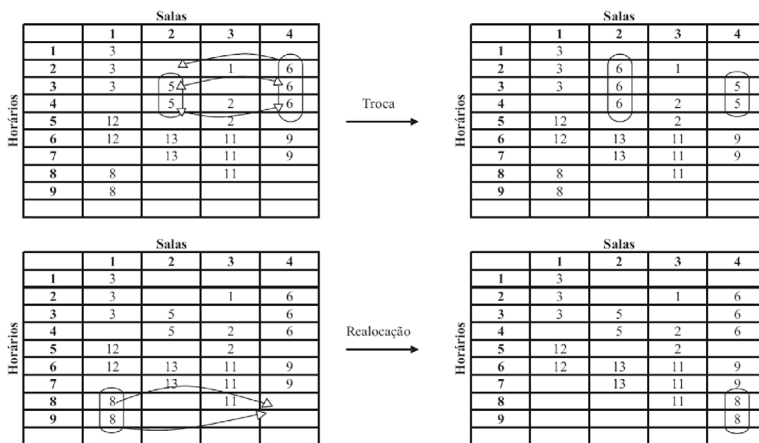 Salas
1 2 3 4
Horários
1 3
2 3 1 6
3 3 5 6
4 5 2 6
5 12 2
6 12 13 11 9
7 13 11 9
8 8 11
9 8
Troca
Salas
1 2 3 4
Horários
1 3
2 3 6 1
3 3 6 5
4 6 2 5
5 12 2
6 12 13 11 9
7 13 11 9
8 8 11
9 8
Salas
1 2 3 4
Horários
1 3
2 3 1 6
3 3 5 6
4 5 2 6
5 12 2
6 12 13 11 9
7 13 11 9
8 8 11
9 8
Realocação
Salas
1 2 3 4
Horários
1 3
2 3 1 6
3 3 5 6
4 5 2 6
5 12 2
6 12 13 11 9
7 13 11 9
8 11 8
9 8